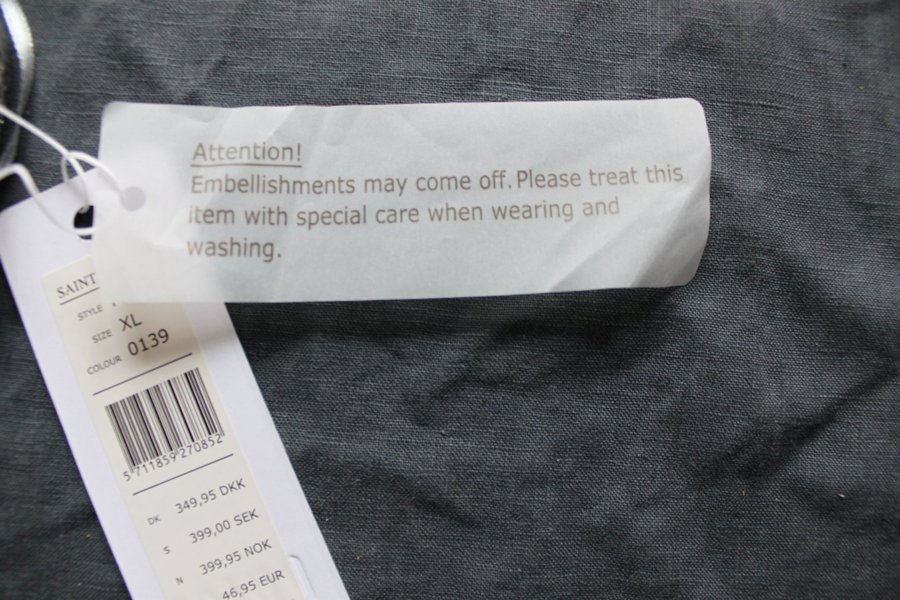 Attention!
Embellishments may come off. Please treat this
item with special care when wearing and
washing.
SAINT
STYLE
SIZE XL
COLOUR 0139
5 711859 270852
DK 349,95 DKK
S 399,00 SEK
N 399,95 NOK
46,95 EUR